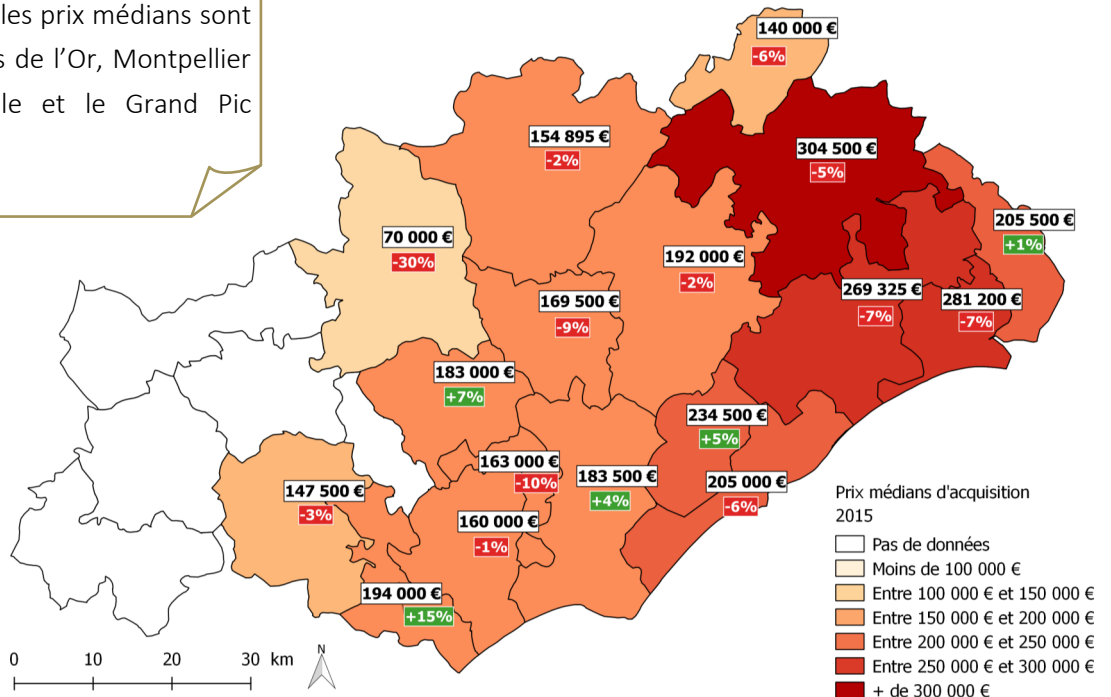 les prix médians sont
s de l’Or, Montpellier
le et le Grand Pic
140 000 €
-6%
154 895 €
-2%
304 500 €
-5%
205 500 €
+1%
70 000 €
-30%
192 000 €
-2%
169 500 €
-9%
269 325 €
-7%
281 200 €
-7%
183 000 €
+7%
234 500 €
+5%
163 000 €
-10%
183 500 €
+4%
205 000 €
-6%
147 500 €
-3%
160 000 €
-1%
194 000 €
+15%
Prix médians d'acquisition
2015
Pas de données
Moins de 100 000 €
Entre 100 000 € et 150 000 €
Entre 150 000 € et 200 000 €
Entre 200 000 € et 250 000 €
Entre 250 000 € et 300 000 €
+ de 300 000 €
0 10 20 30 km
N